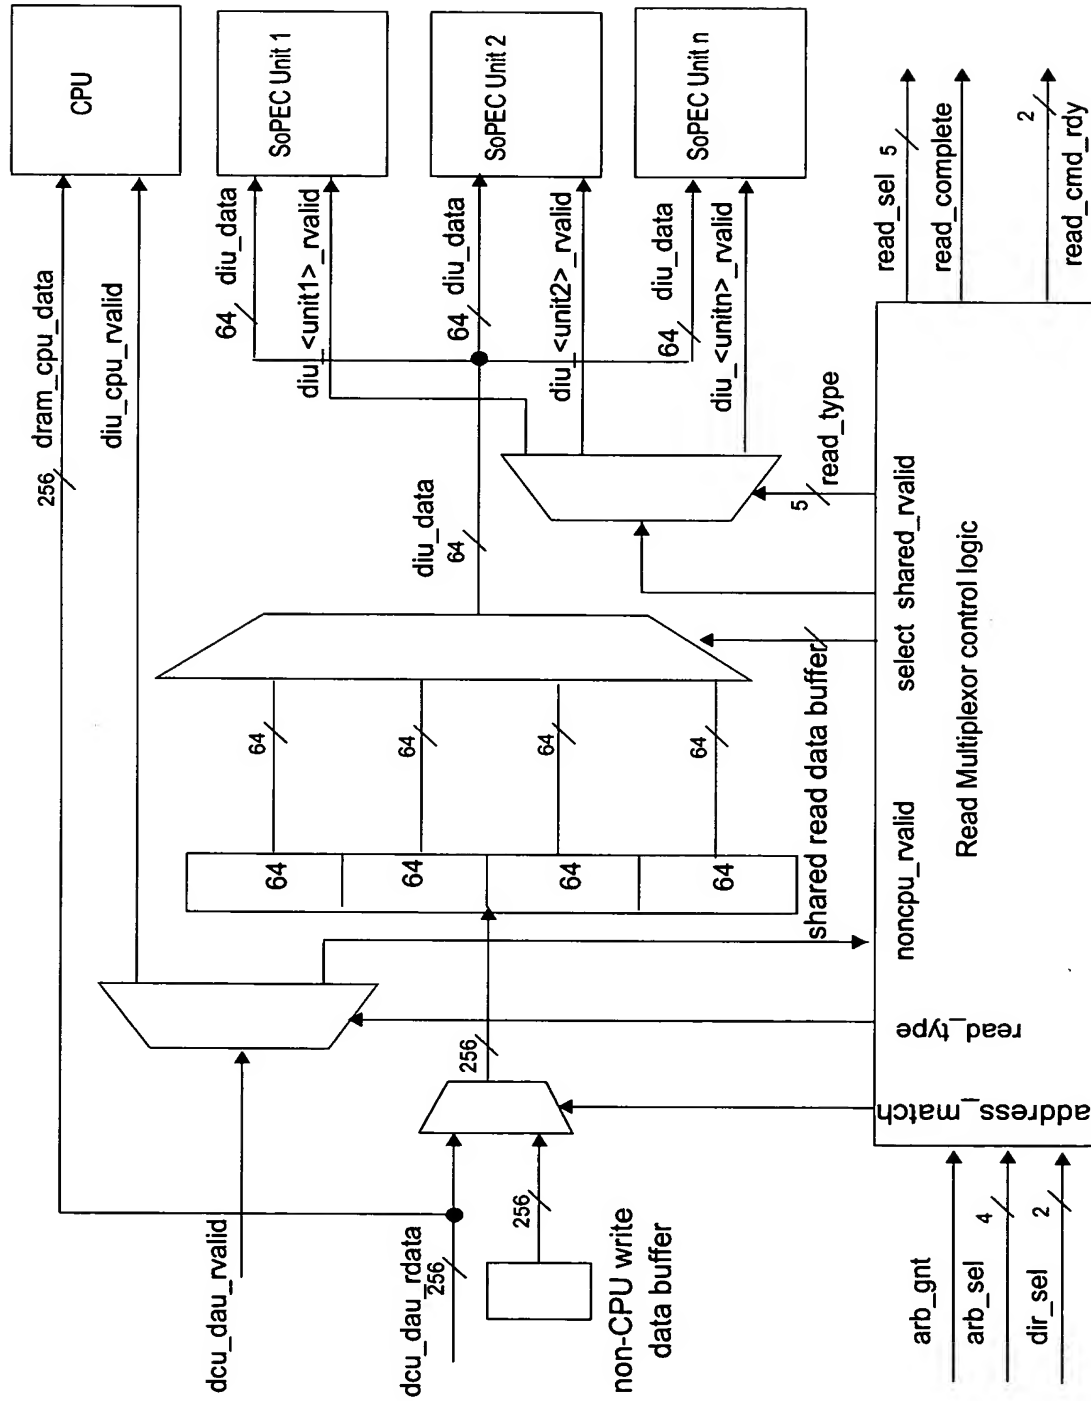 256 dram_cpu_data
CPU
diu_cpu_rvalid
dcu_dau_rvalid
64 diu_data
64
64
SoPEC Unit 1
diu_<unit1>_rvalid
dcu_dau_rdata
256
64
64
diu_data
64
64 diu_data
256
SoPEC Unit 2
256
64
64
diu_<unit2>_rvalid
non-CPU write
data buffer
64 diu_data
64
64
SoPEC Unit n
diu_<unitn>_rvalid
5 read_type
shared read data buffer
address_match
read_type
noncpu_rvalid
select
shared_rvalid
read_sel 5
arb_gnt
read_complete
Read Multiplexor control logic
arb_sel 4
dir_sel 2
2
read_cmd_rdy